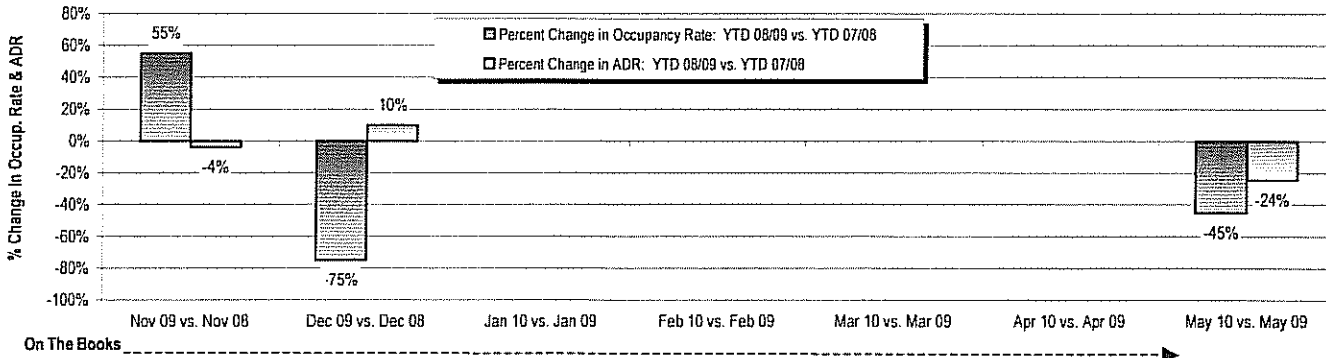 80%
60%
40%
20%
0%
-20%
-40%
-60%
-80%
-100%
% Change In Occup. Rate & ADR
Percent Change in Occupancy Rate: YTD 08/09 vs. YTD 07/08
Percent Change in ADR: YTD 08/09 vs. YTD 07/08
55%
-4%
-75%
10%
-45%
-24%
Nov 09 vs. Nov 08
Dec 09 vs. Dec 08
Jan 10 vs. Jan 09
Feb 10 vs. Feb 09
Mar 10 vs. Mar 09
Apr 10 vs. Apr 09
May 10 vs. May 09
On The Books